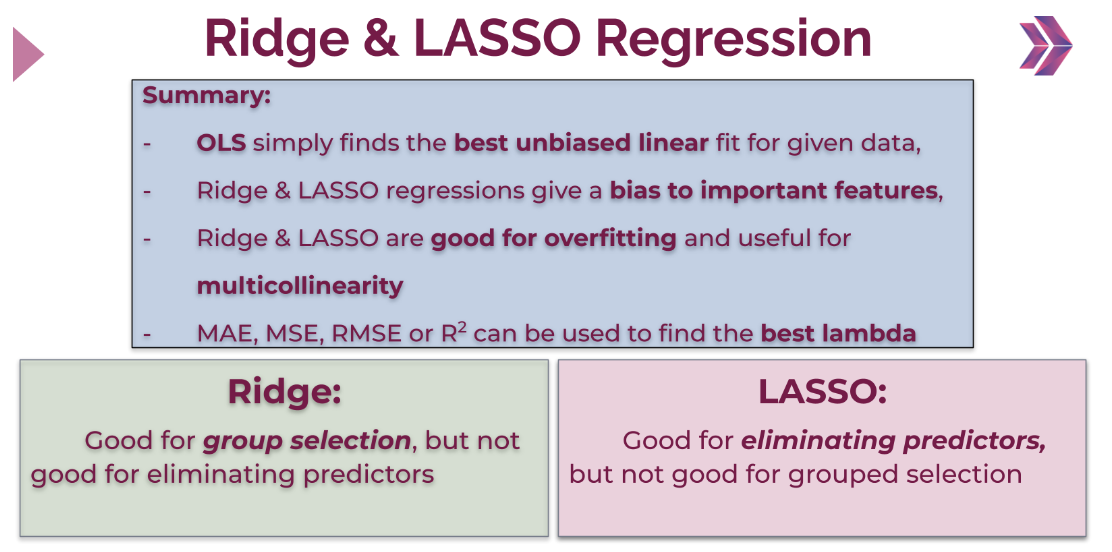 Ridge & LASSO Regression
Summary:
- OLS simply finds the best unbiased linear fit for given data,
- Ridge & LASSO regressions give a bias to important features,
- Ridge & LASSO are good for overfitting and useful for
multicollinearity
- MAE, MSE, RMSE or R² can be used to find the best lambda
Ridge:
Good for group selection, but not
good for eliminating predictors
LASSO:
Good for eliminating predictors,
but not good for grouped selection